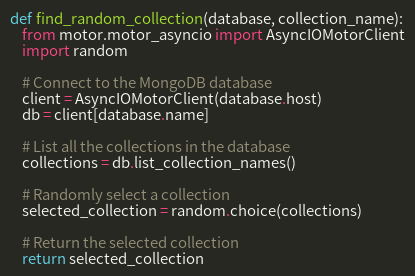 def find_random_collection(database, collection_name):
from motor.motor_asyncio import AsyncIOMotorClient
import random
# Connect to the MongoDB database
client = AsyncIOMotorClient(database.host)
db = client[database.name]
# List all the collections in the database
collections = db.list_collection_names()
# Randomly select a collection
selected_collection = random.choice(collections)
# Return the selected collection
return selected_collection